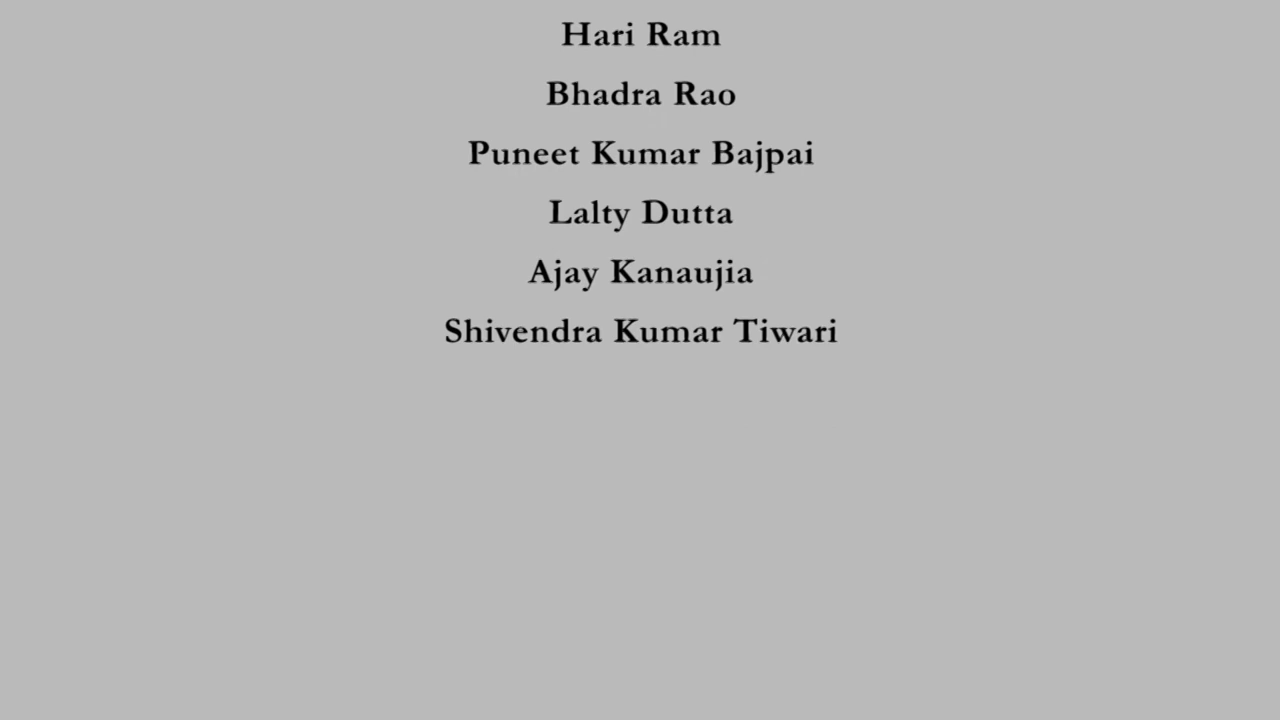 Hari Ram
Bhadra Rao
Puneet Kumar Bajpai
Lalty Dutta
Ajay Kanaujia
Shivendra Kumar Tiwari